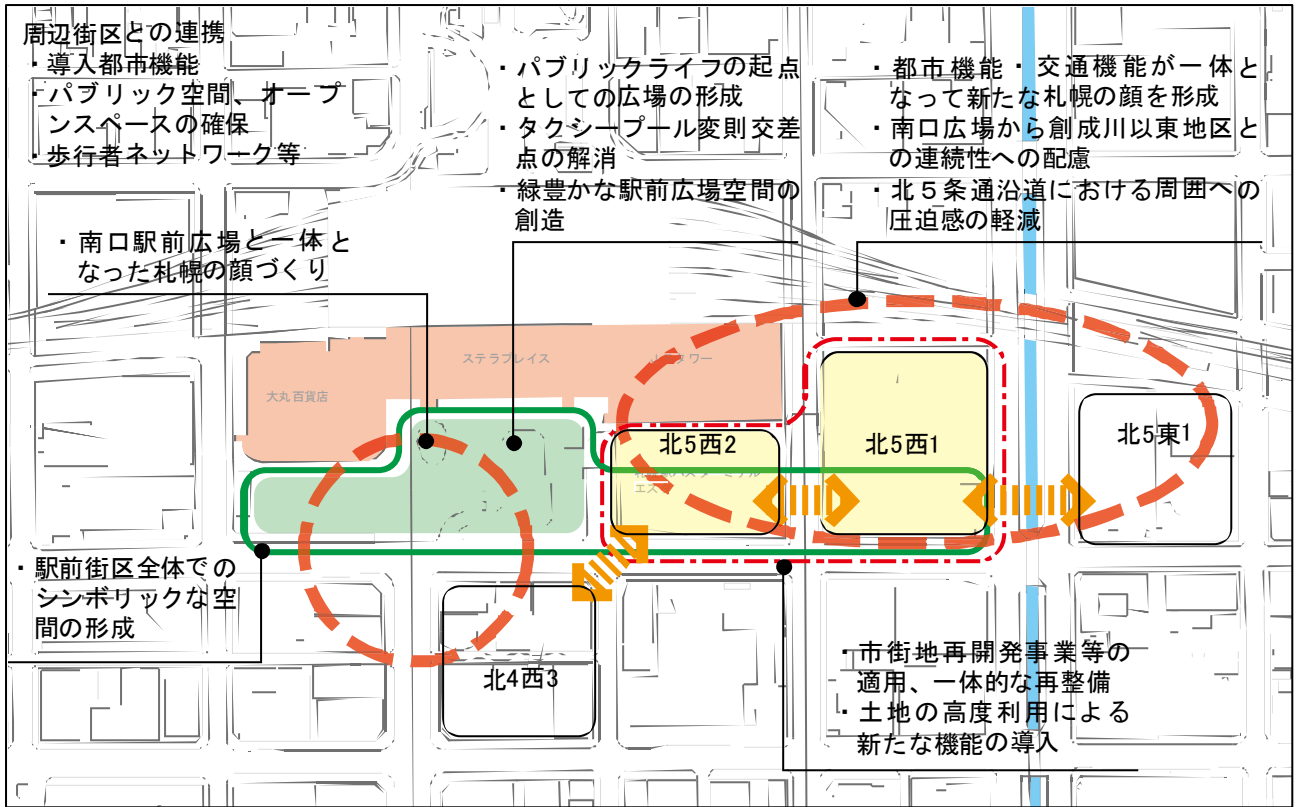 周辺街区との連携
・導入都市機能
・パブリック空間、オープ
ンスペースの確保
・歩行者ネットワーク等
・パブリックライフの起点
としての広場の形成
・タクシープール変則交差
点の解消
・緑豊かな駅前広場空間の
創造
・都市機能・交通機能が一体と
なって新たな札幌の顔を形成
・南口広場から創成川以東地区と
の連続性への配慮
・北5条通沿道における周囲への
圧迫感の軽減
・南口駅前広場と一体と
なった札幌の顔づくり
ステラプレイス
タワー
大丸百貨店
北5西2
北5西1
北5東1
エス
・駅前街区全体での
シンボリックな空
間の形成
北4西3
・市街地再開発事業等の
適用、一体的な再整備
・土地の高度利用による
新たな機能の導入